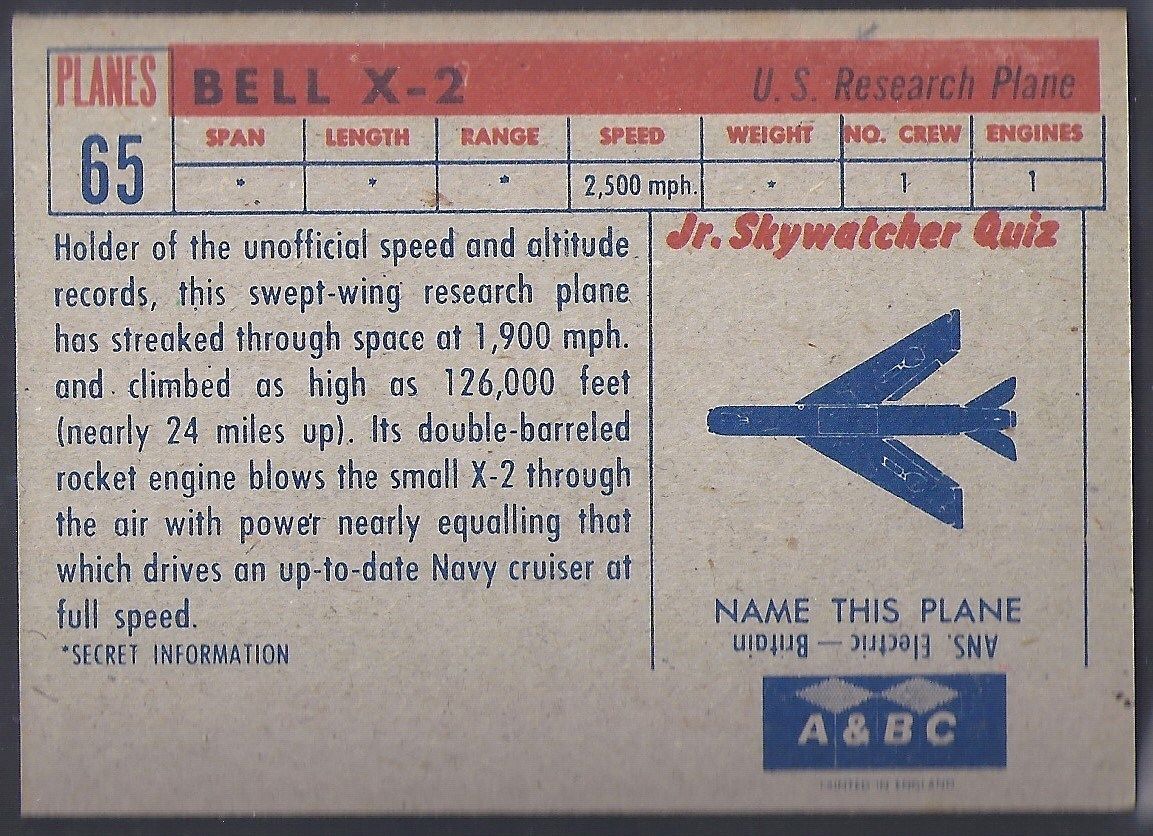 PLANES
65
BELL X-2 U. S. Research Plane
SPAN LENGTH RANGE SPEED WEIGHT NO. CREW ENGINES
* * * 2,500 mph. * 1 1
Holder of the unofficial speed and altitude
records, this swept-wing research plane
has streaked through space at 1,900 mph.
and climbed as high as 126,000 feet
(nearly 24 miles up). Its double-barreled
rocket engine blows the small X-2 through
the air with power nearly equalling that
which drives an up-to-date Navy cruiser at
full speed.
*SECRET INFORMATION
Jr. Skywatcher Quiz
NAME THIS PLANE
ANS. Electric — Britain
A & B C
PRINTED IN ENGLAND